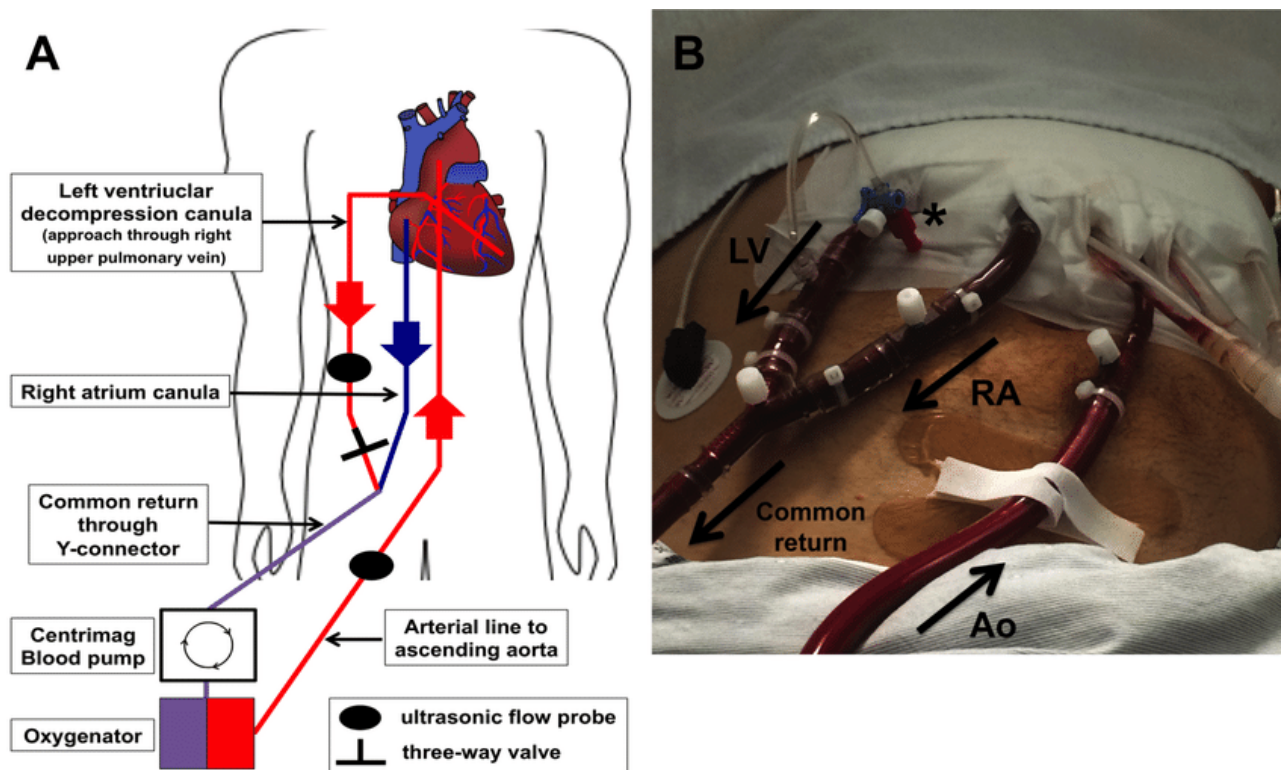 A
Left ventriuclar
decompression canula
(approach through right
upper pulmonary vein)
Right atrium canula
Common return
through
Y-connector
Centrimag
Blood pump
Oxygenator
Arterial line to
ascending aorta
ultrasonic flow probe
three-way valve
B
*
LV
RA
Common
return
Ao